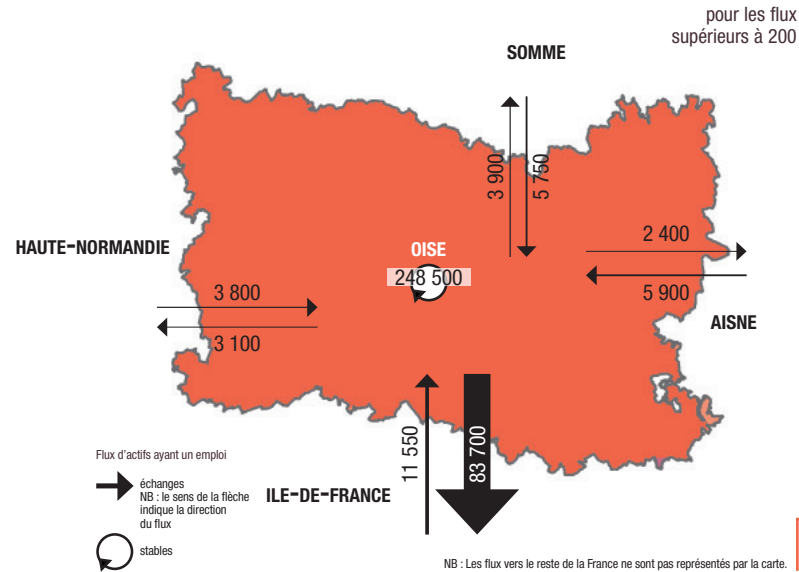 pour les flux
supérieurs à 200
SOMME
3 900
5 750
HAUTE-NORMANDIE
OISE
248 500
2 400
5 900
AISNE
3 800
3 100
11 550
83 700
ILE-DE-FRANCE
Flux d'actifs ayant un emploi
échanges
NB : le sens de la flèche
indique la direction
du flux
stables
NB : Les flux vers le reste de la France ne sont pas représentés par la carte.